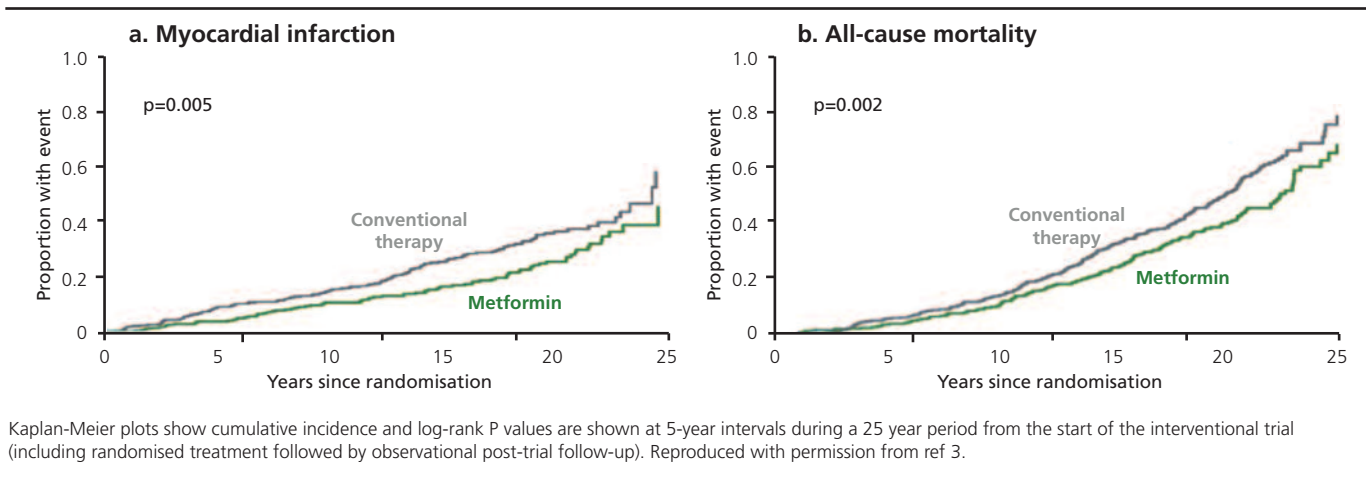 a. Myocardial infarction
1.0
0.8
0.6
0.4
0.2
0
Proportion with event
p=0.005
Conventional
therapy
Metformin
0 5 10 15 20 25
Years since randomisation
b. All-cause mortality
1.0
0.8
0.6
0.4
0.2
0
Proportion with event
p=0.002
Conventional
therapy
Metformin
0 5 10 15 20 25
Years since randomisation
Kaplan-Meier plots show cumulative incidence and log-rank P values are shown at 5-year intervals during a 25 year period from the start of the interventional trial
(including randomised treatment followed by observational post-trial follow-up). Reproduced with permission from ref 3.